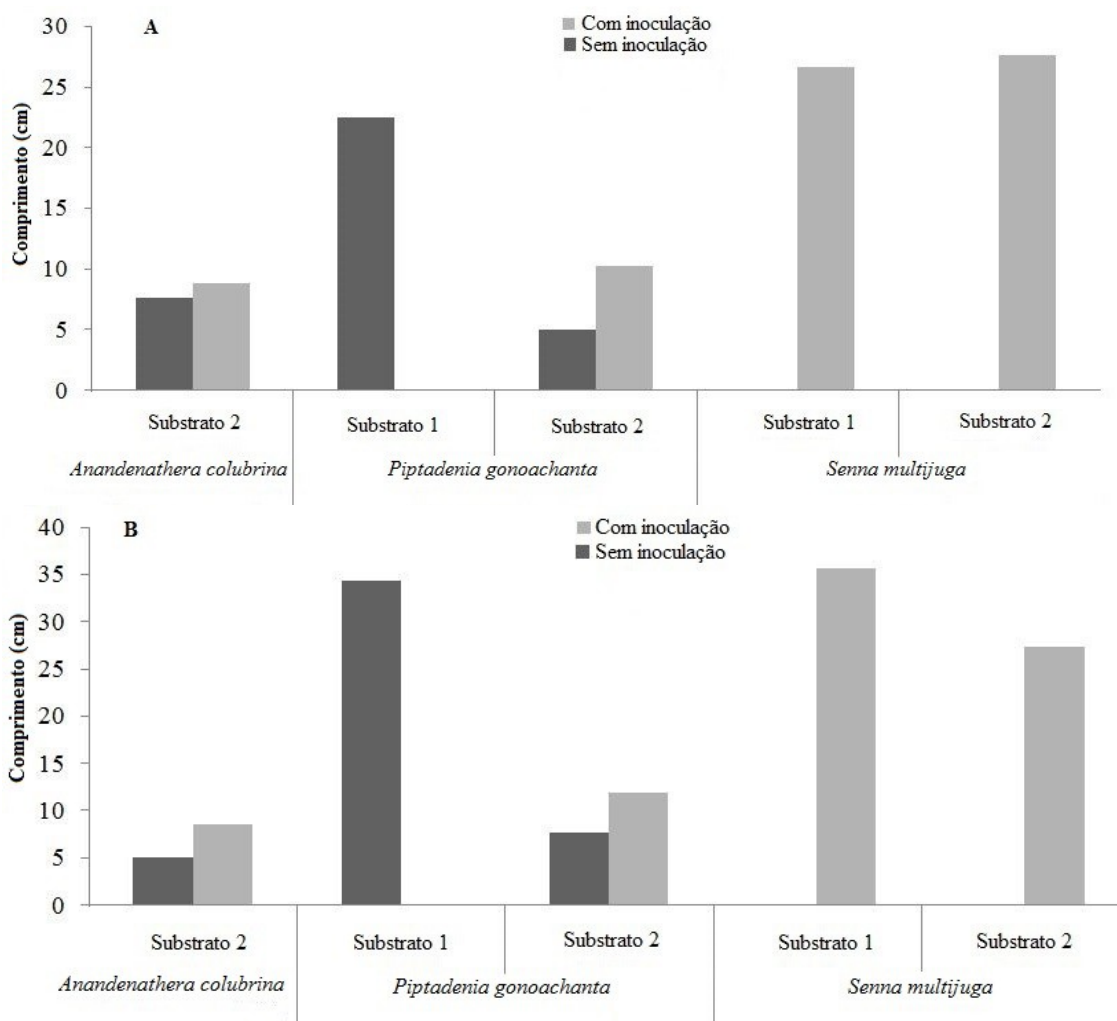 A
Com inoculação
Sem inoculação
30
25
20
15
10
5
0
Comprimento (cm)
Substrato 2
Substrato 1
Substrato 2
Substrato 1
Substrato 2
Anandenathera colubrina
Piptadenia gonoachanta
Senna multijuga
B
Com inoculação
Sem inoculação
40
35
30
25
20
15
10
5
0
Comprimento (cm)
Substrato 2
Substrato 1
Substrato 2
Substrato 1
Substrato 2
Anandenathera colubrina
Piptadenia gonoachanta
Senna multijuga